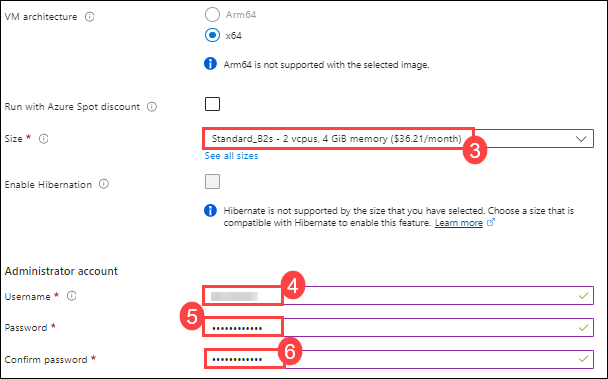 VM architecture
Arm64
x64
Arm64 is not supported with the selected image.
Run with Azure Spot discount
Size *
Standard_B2s - 2 vcpus, 4 GiB memory ($36.21/month)
3
See all sizes
Enable Hibernation
Hibernate is not supported by the size that you have selected. Choose a size that is
compatible with Hibernate to enable this feature. Learn more
Administrator account
Username *
4
5
Password *
••••••••••••
Confirm password *
••••••••••••
6